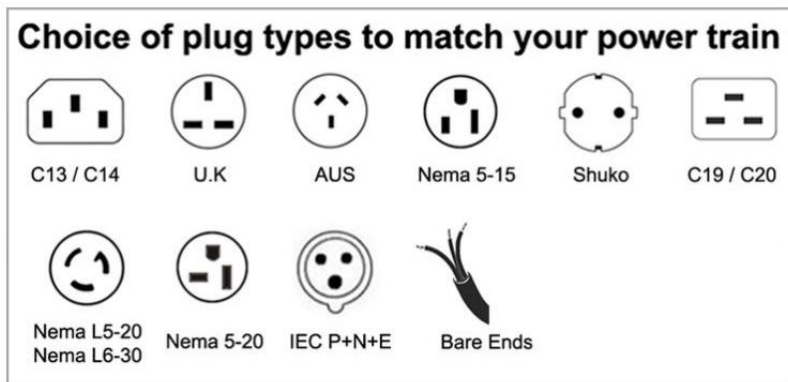 Choice of plug types to match your power train
C13 / C14
U.K
AUS
Nema 5-15
Shuko
C19 / C20
Nema L5-20
Nema L6-30
Nema 5-20
IEC P+N+E
Bare Ends